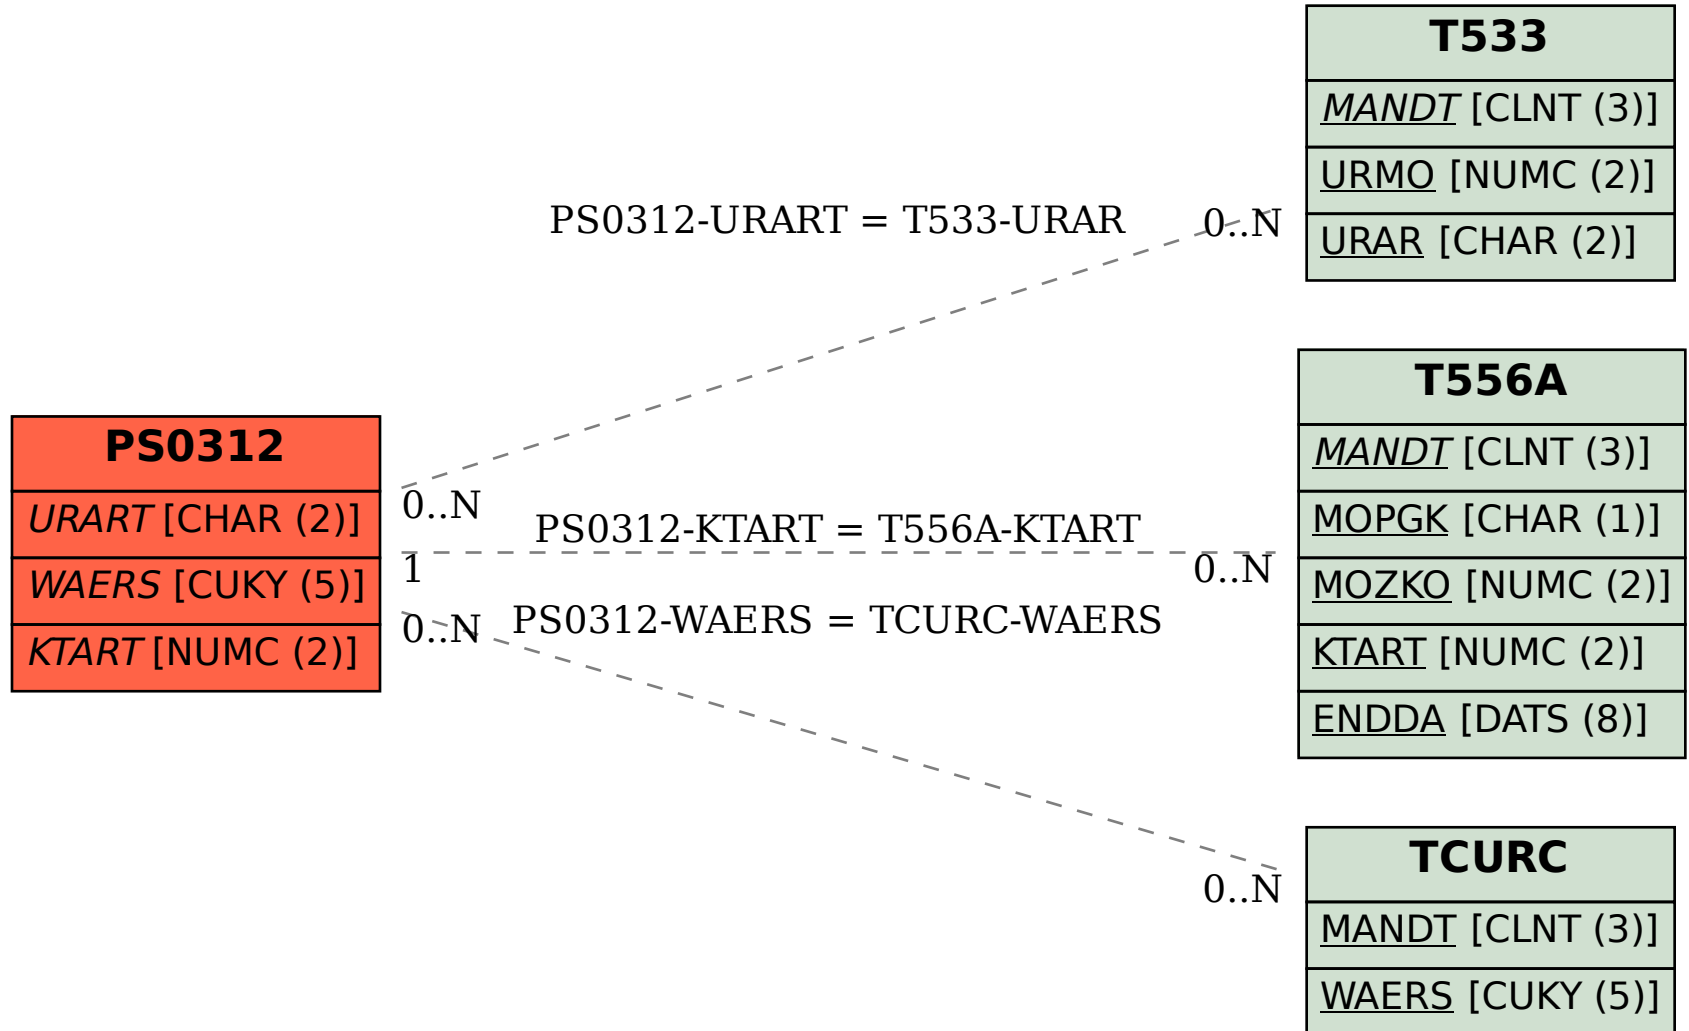 T533
MANDT [CLNT (3)]
URMO [NUMC (2)]
URAR [CHAR (2)]
PS0312-URART = T533-URAR
0..N
PS0312
URART [CHAR (2)]
WAERS [CUKY (5)]
KTART [NUMC (2)]
0..N
PS0312-KTART = T556A-KTART
1
0..N
0..N
PS0312-WAERS = TCURC-WAERS
0..N
T556A
MANDT [CLNT (3)]
MOPGK [CHAR (1)]
MOZKO [NUMC (2)]
KTART [NUMC (2)]
ENDDA [DATS (8)]
TCURC
MANDT [CLNT (3)]
WAERS [CUKY (5)]